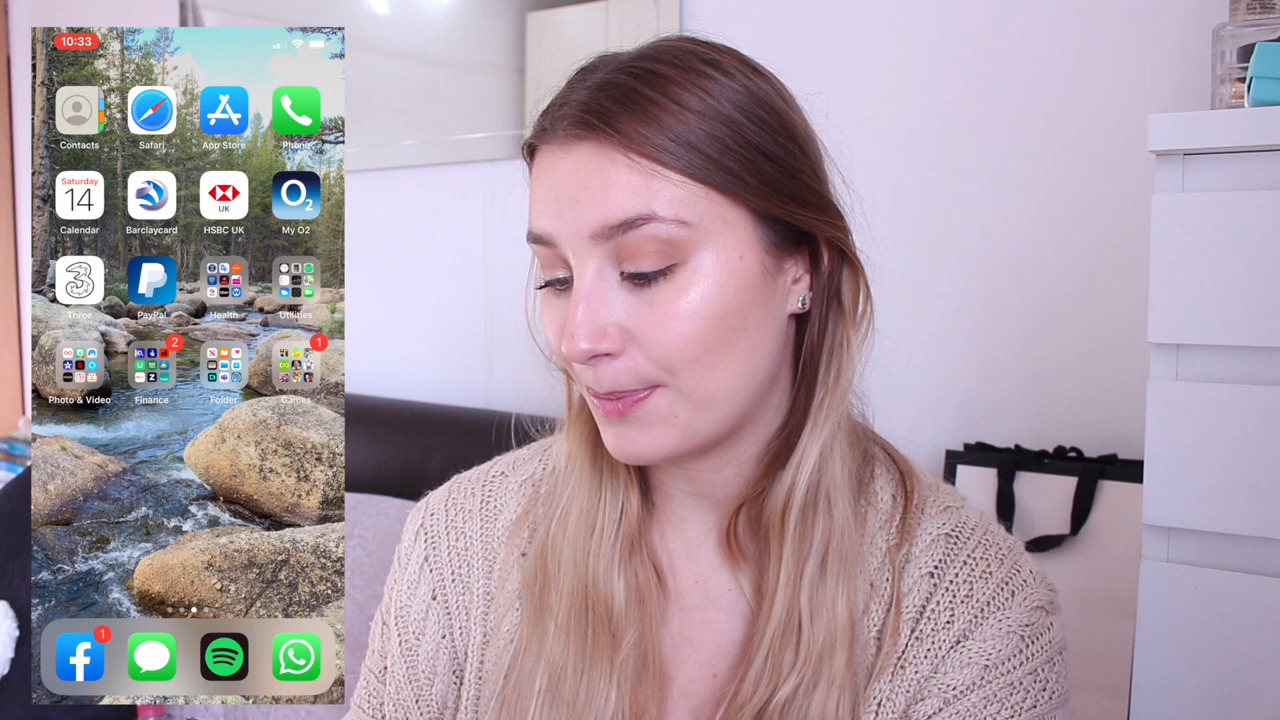 10:33
Contacts
Safari
App Store
Phone
Saturday
14
Calendar
Barclaycard
UK
HSBC UK
O2
My O2
3
Three
PayPal
Health
Utilities
2
1
Photo & Video
Finance
Folder
Games
1